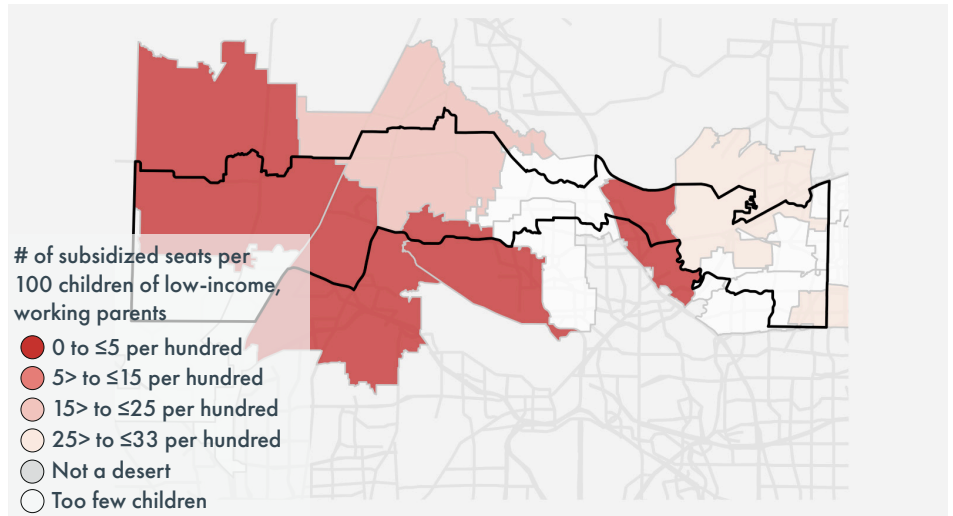 # of subsidized seats per
100 children of low-income,
working parents
0 to ≤5 per hundred
5> to ≤15 per hundred
15> to ≤25 per hundred
25> to ≤33 per hundred
Not a desert
Too few children